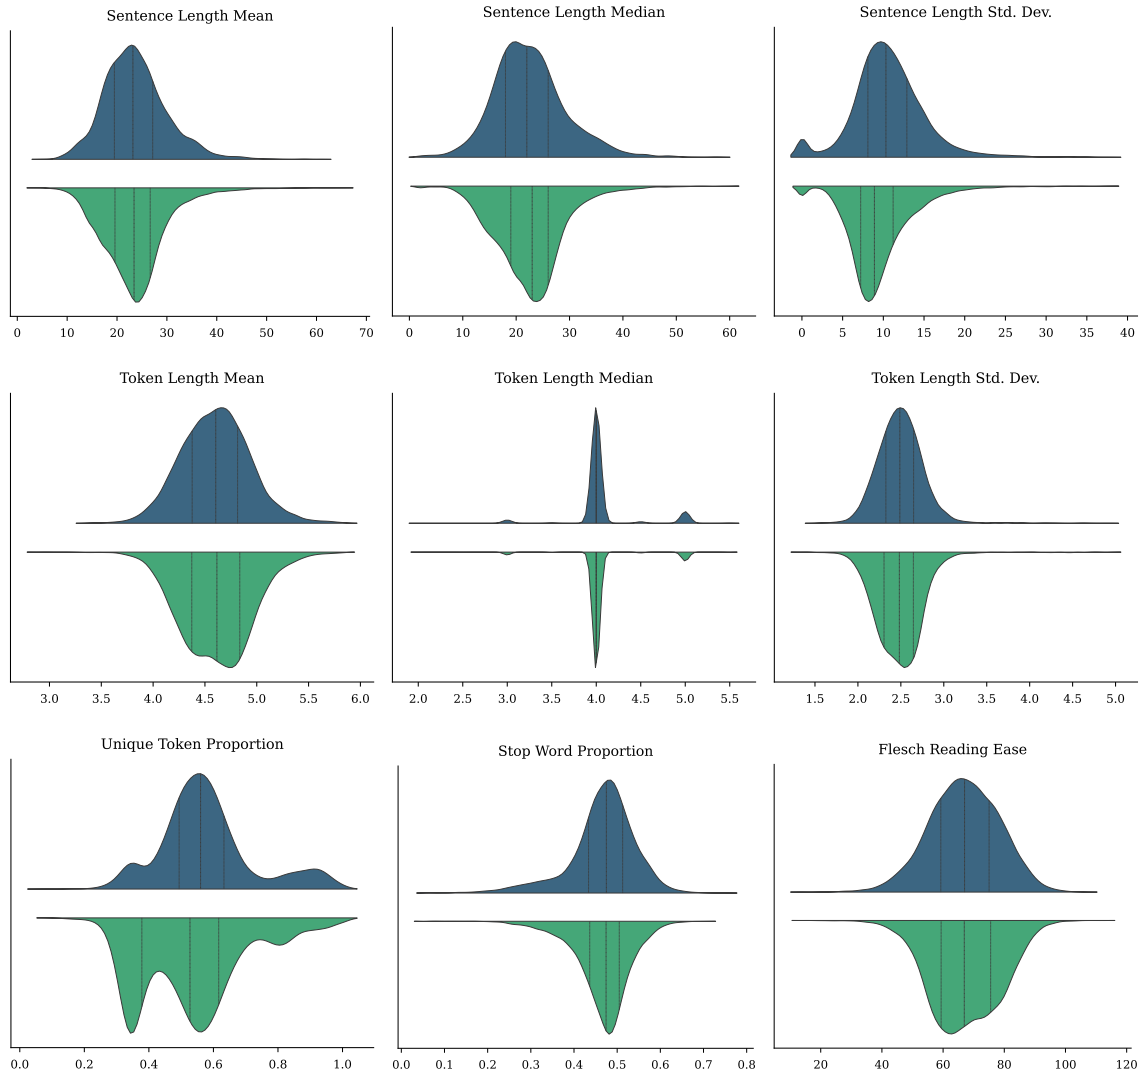 Sentence Length Mean
Sentence Length Median
Sentence Length Std. Dev.
0 10 20 30 40 50 60 70
0 10 20 30 40 50 60
0 5 10 15 20 25 30 35 40
Token Length Mean
Token Length Median
Token Length Std. Dev.
3.0 3.5 4.0 4.5 5.0 5.5 6.0
2.0 2.5 3.0 3.5 4.0 4.5 5.0 5.5
1.5 2.0 2.5 3.0 3.5 4.0 4.5 5.0
Unique Token Proportion
Stop Word Proportion
Flesch Reading Ease
0.0 0.2 0.4 0.6 0.8 1.0
0.0 0.1 0.2 0.3 0.4 0.5 0.6 0.7 0.8
20 40 60 80 100 120